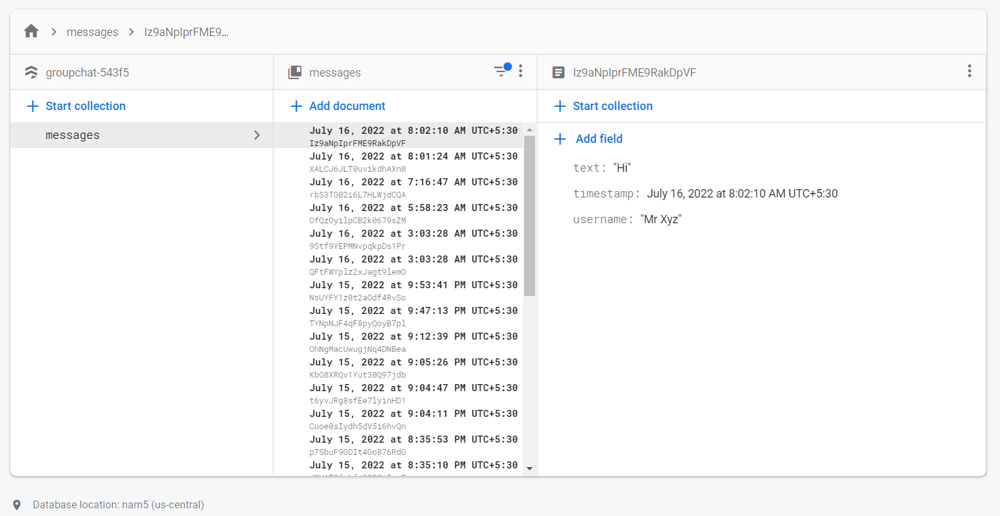 messages
Iz9aNpIprFME9…
groupchat-543f5
Start collection
messages
messages
Add document
July 16, 2022 at 8:02:10 AM UTC+5:30
Iz9aNpIprFME9RakDpVF
July 16, 2022 at 8:01:24 AM UTC+5:30
XALCJ6JLT0uvikdhAXn0
July 16, 2022 at 7:16:47 AM UTC+5:30
rbS3TG02i6L7HLWjdCQA
July 16, 2022 at 5:58:23 AM UTC+5:30
OfQzOyilpCB2k0679sZM
July 16, 2022 at 3:03:28 AM UTC+5:30
9Stf9YEPMNvpqkpDs1Pr
July 16, 2022 at 3:03:28 AM UTC+5:30
QFtFWYplz2xJagt9lemO
July 15, 2022 at 9:53:41 PM UTC+5:30
NsUYFY1z0t2aOdf4RvSo
July 15, 2022 at 9:47:13 PM UTC+5:30
TYNpNJF4qF8pyQoyB7pl
July 15, 2022 at 9:12:39 PM UTC+5:30
OhNgMacUwugjNq4DNBea
July 15, 2022 at 9:05:26 PM UTC+5:30
KbO8XRQv1Yut30Q97jdb
July 15, 2022 at 9:04:47 PM UTC+5:30
t6yvJRg8sfEe7lyinHD1
July 15, 2022 at 9:04:11 PM UTC+5:30
Cuoe0sIydh5dV5i6hvQn
July 15, 2022 at 8:35:53 PM UTC+5:30
p7SbuF9GDIt4Go876RdG
July 15, 2022 at 8:35:10 PM UTC+5:30
Iz9aNpIprFME9RakDpVF
Start collection
Add field
text: "Hi"
timestamp: July 16, 2022 at 8:02:10 AM UTC+5:30
username: "Mr Xyz"
Database location: nam5 (us-central)